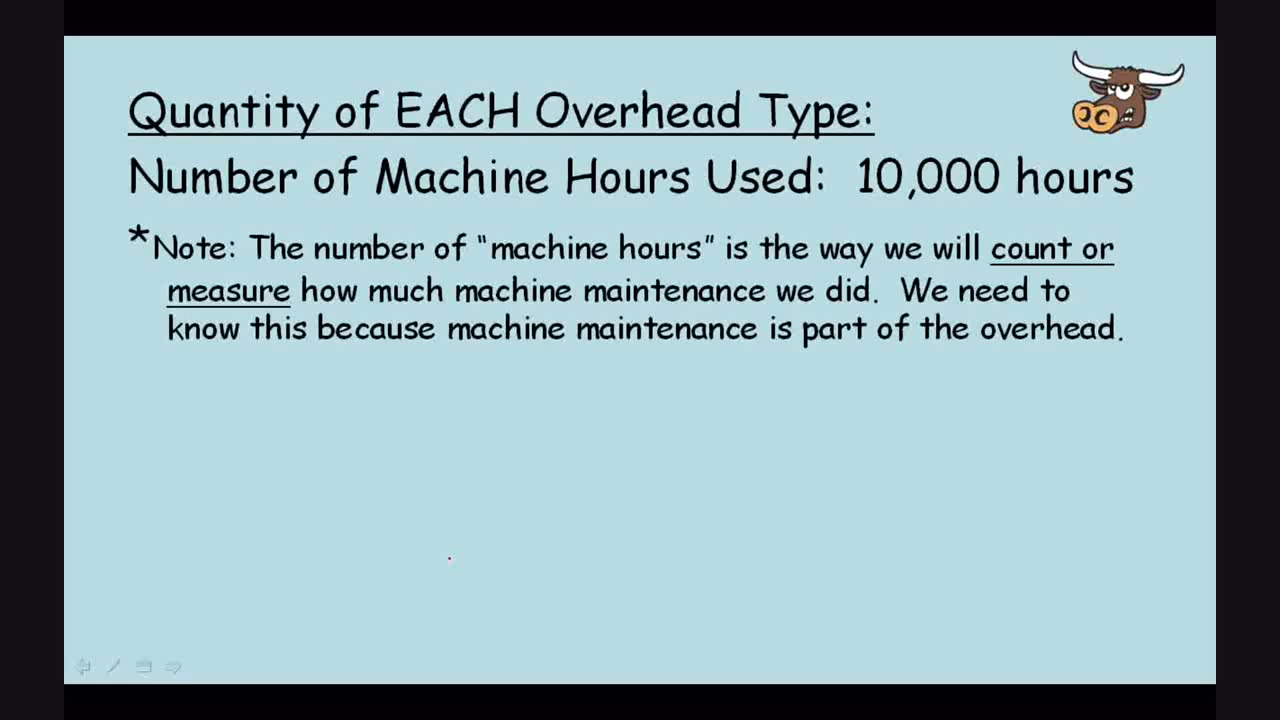 Quantity of EACH Overhead Type:
Number of Machine Hours Used:  10,000 hours
*Note: The number of “machine hours” is the way we will count or
measure how much machine maintenance we did.  We need to
know this because machine maintenance is part of the overhead.